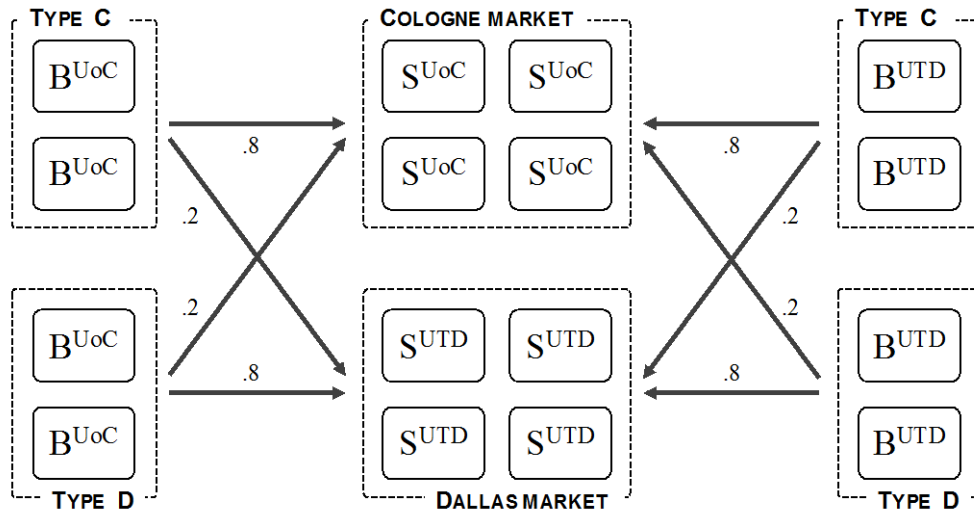 TYPE C COLOGNE MARKET TYPE C
B^UoC S^UoC S^UoC B^UTD
.8 .8
B^UoC S^UoC S^UoC B^UTD
.2 .2
.2 .2
B^UoC S^UTD S^UTD B^UTD
.8 .8
B^UoC S^UTD S^UTD B^UTD
TYPE D DALLAS MARKET TYPE D